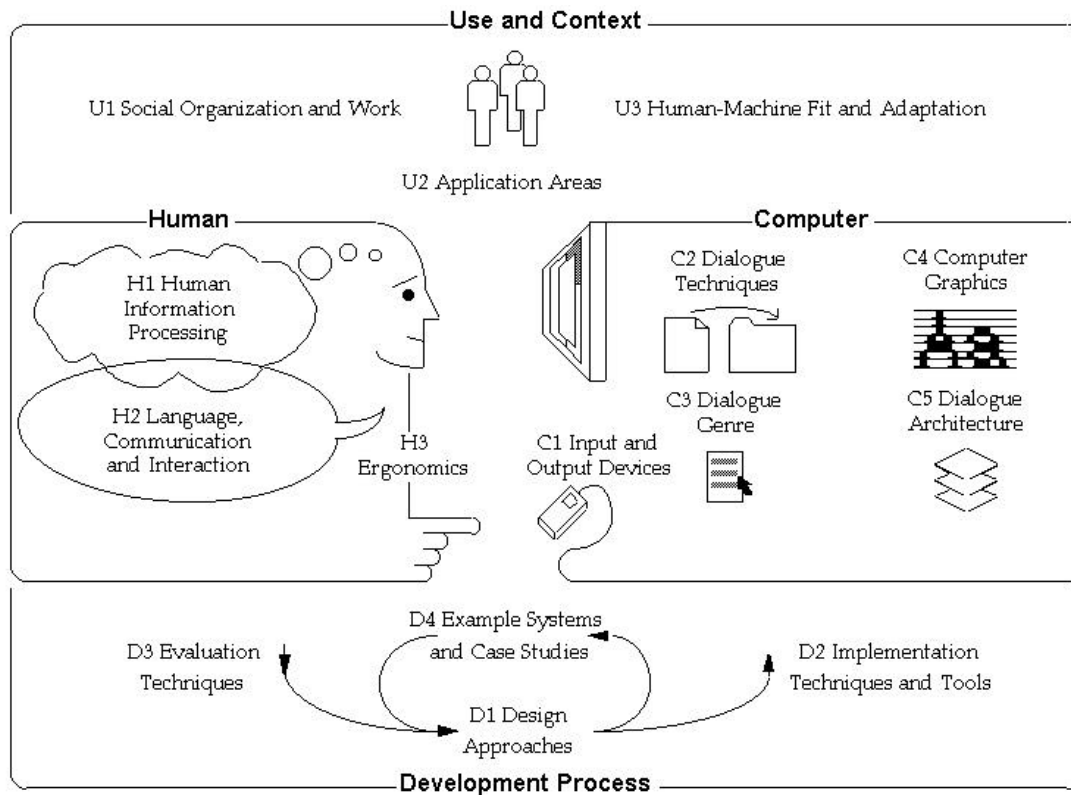 Use and Context
U1 Social Organization and Work
U3 Human-Machine Fit and Adaptation
U2 Application Areas
Human
H1 Human
Information
Processing
H2 Language,
Communication
and Interaction
H3
Ergonomics
Computer
C1 Input and
Output Devices
C2 Dialogue
Techniques
C4 Computer
Graphics
C3 Dialogue
Genre
C5 Dialogue
Architecture
D4 Example Systems
and Case Studies
D3 Evaluation
Techniques
D2 Implementation
Techniques and Tools
D1 Design
Approaches
Development Process